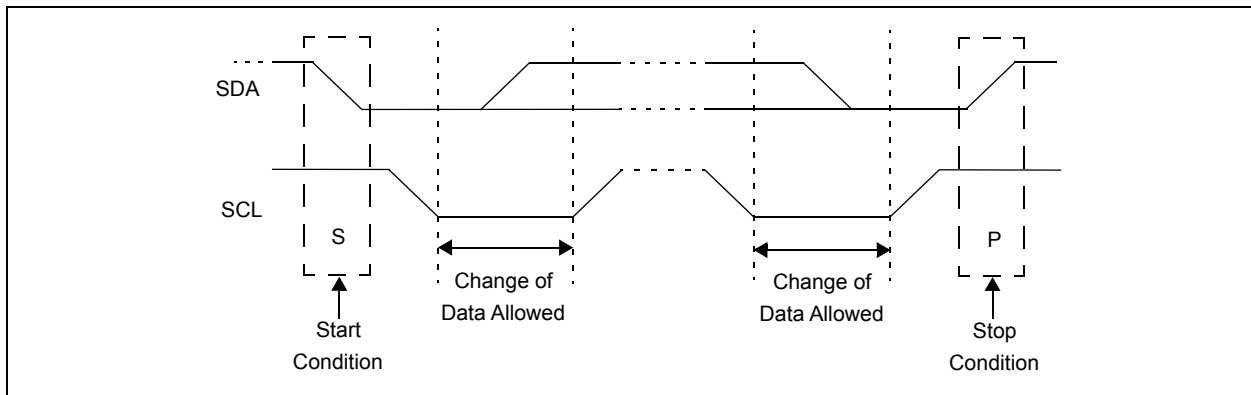 SDA
SCL
S
P
Change of
Data Allowed
Change of
Data Allowed
Start
Condition
Stop
Condition